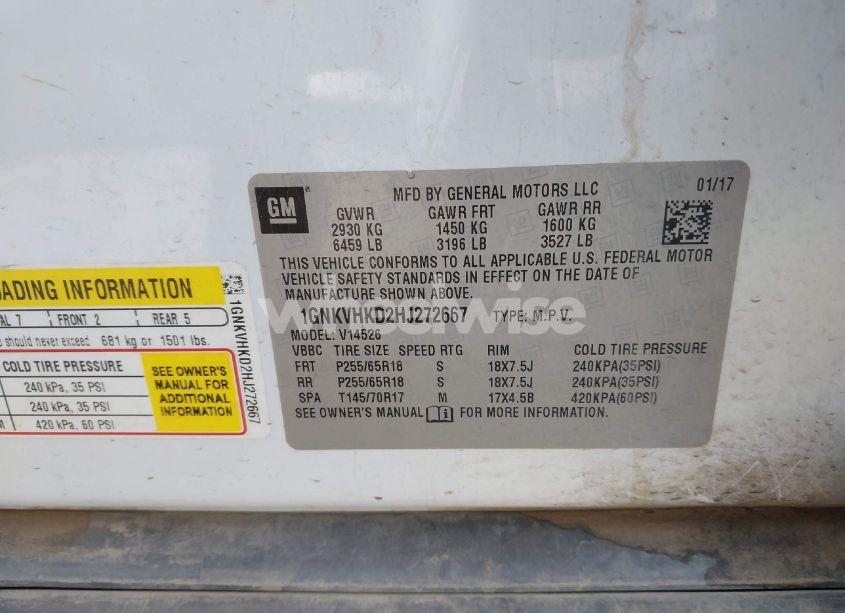 GM
®
MFD BY GENERAL MOTORS LLC
01/17
GVWR GAWR FRT GAWR RR
2930 KG 1450 KG 1600 KG
6459 LB 3196 LB 3527 LB
THIS VEHICLE CONFORMS TO ALL APPLICABLE U.S. FEDERAL MOTOR
VEHICLE SAFETY STANDARDS IN EFFECT ON THE DATE OF
MANUFACTURE SHOWN ABOVE.
1GNKVHKD2HJ272667 TYPE: M.P.V.
MODEL: V14526
VBBC TIRE SIZE SPEED RTG RIM COLD TIRE PRESSURE
FRT P255/65R18 S 18X7.5J 240KPA(35PSI)
RR P255/65R18 S 18X7.5J 240KPA(35PSI)
SPA T145/70R17 M 17X4.5B 420KPA(60PSI)
SEE OWNER'S MANUAL i FOR MORE INFORMATION.
ADING INFORMATION
AL 7 FRONT 2 REAR 5
should never exceed 681 kg or 1501 lbs.
COLD TIRE PRESSURE
240 kPa, 35 PSI
240 kPa, 35 PSI
M 420 kPa, 60 PSI
SEE OWNER'S
MANUAL FOR
ADDITIONAL
INFORMATION
1GNKVHKD2HJ272667
wheelwise
www.wheelwise.com